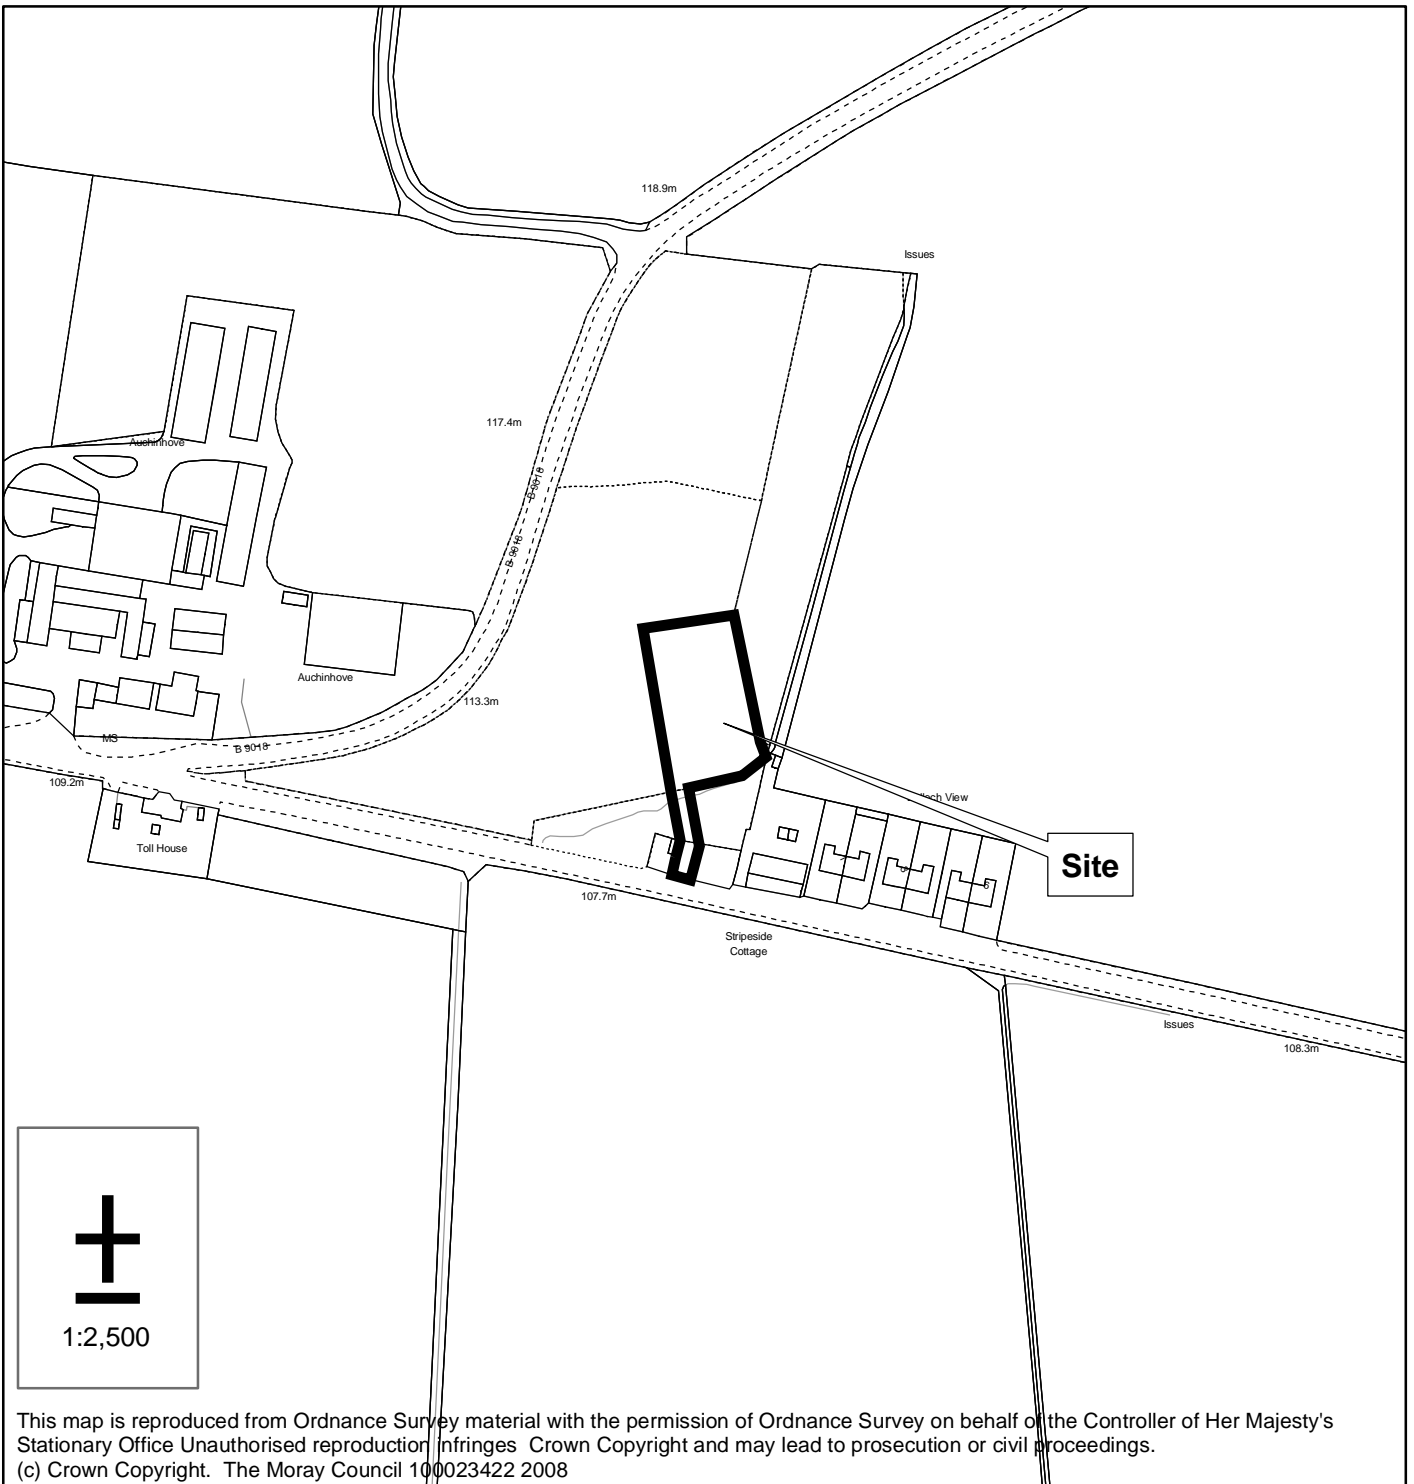 118.9m
Issues
117.4m
Auchinhove
B 9018
B 9018
Auchinhove
113.3m
MS
B 9018
109.2m
View
Toll House
Site
107.7m
Stripeside
Cottage
Issues
108.3m
1:2,500
This map is reproduced from Ordnance Survey material with the permission of Ordnance Survey on behalf of the Controller of Her Majesty's
Stationary Office Unauthorised reproduction infringes Crown Copyright and may lead to prosecution or civil proceedings.
(c) Crown Copyright. The Moray Council 100023422 2008